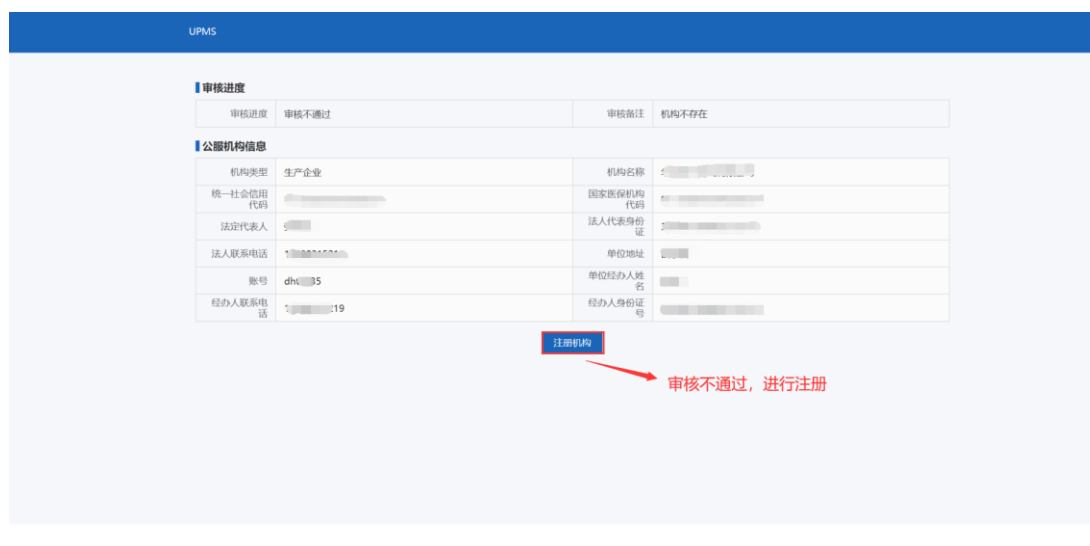 UPMS
审核进度
审核进度 审核不通过 审核备注 机构不存在
公服机构信息
机构类型 生产企业 机构名称
统一社会信用代码 国家医保机构代码
法定代表人 法人代表身份证
法人联系电话 单位地址
账号 单位经办人姓名
经办人联系电话 经办人身份证号
注册机构
审核不通过，进行注册